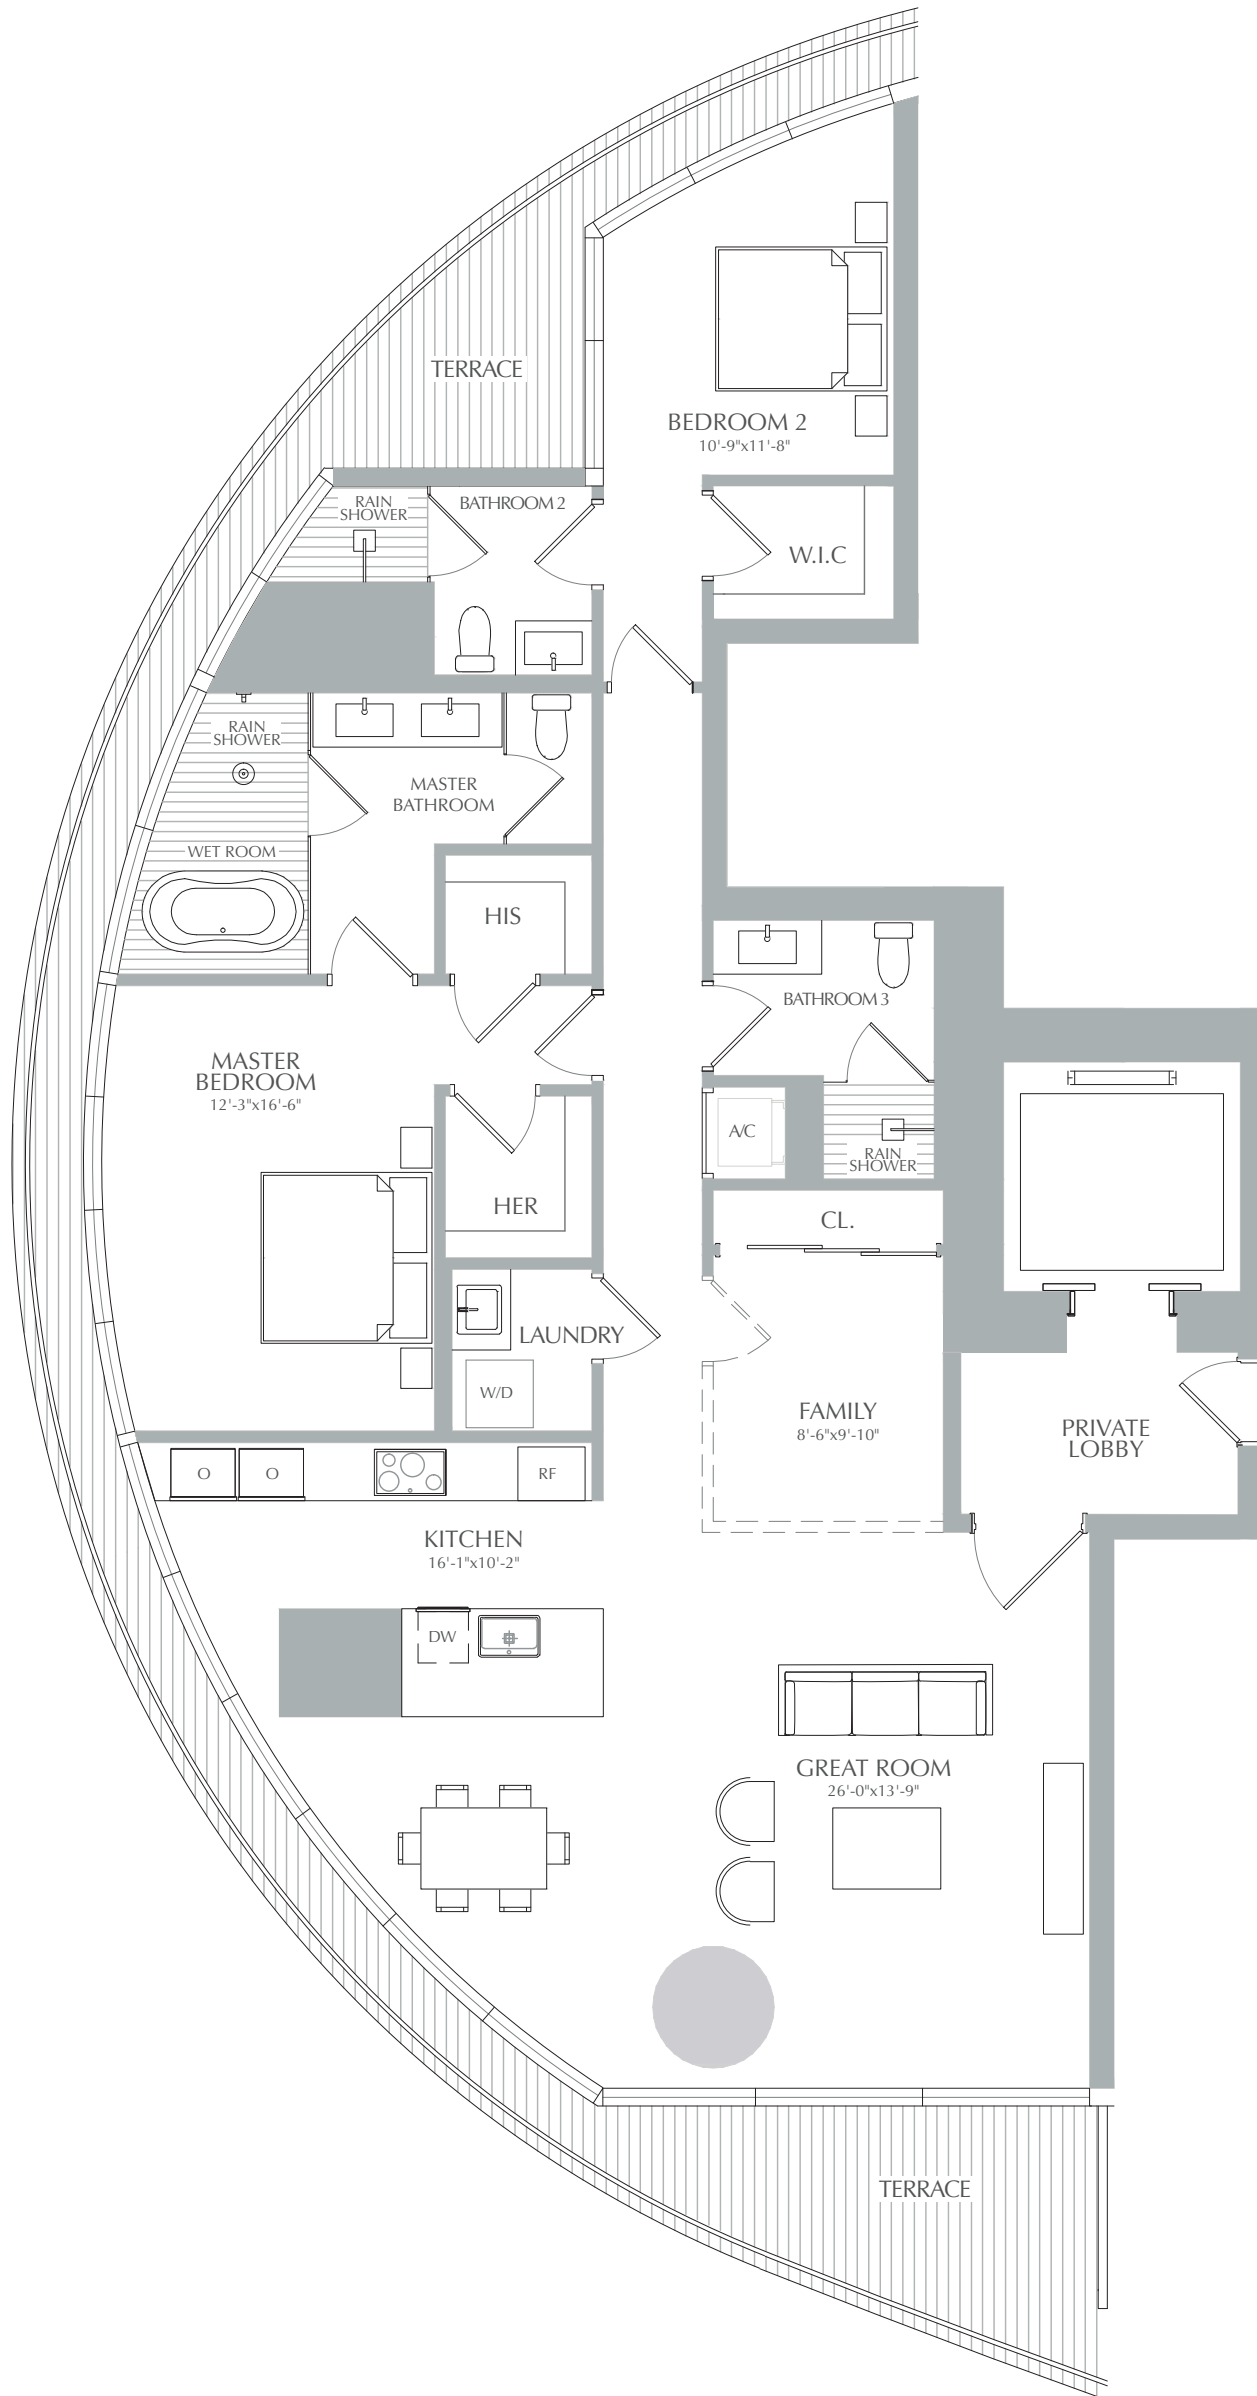 TERRACE
BEDROOM 2
10'-9"x11'-8"
RAIN
SHOWER
BATHROOM 2
W.I.C
RAIN
SHOWER
MASTER
BATHROOM
WET ROOM
HIS
BATHROOM 3
MASTER
BEDROOM
12'-3"x16'-6"
A/C
RAIN
SHOWER
HER
CL.
LAUNDRY
W/D
FAMILY
8'-6"x9'-10"
PRIVATE
LOBBY
O
O
RF
KITCHEN
16'-1"x10'-2"
DW
GREAT ROOM
26'-0"x13'-9"
TERRACE